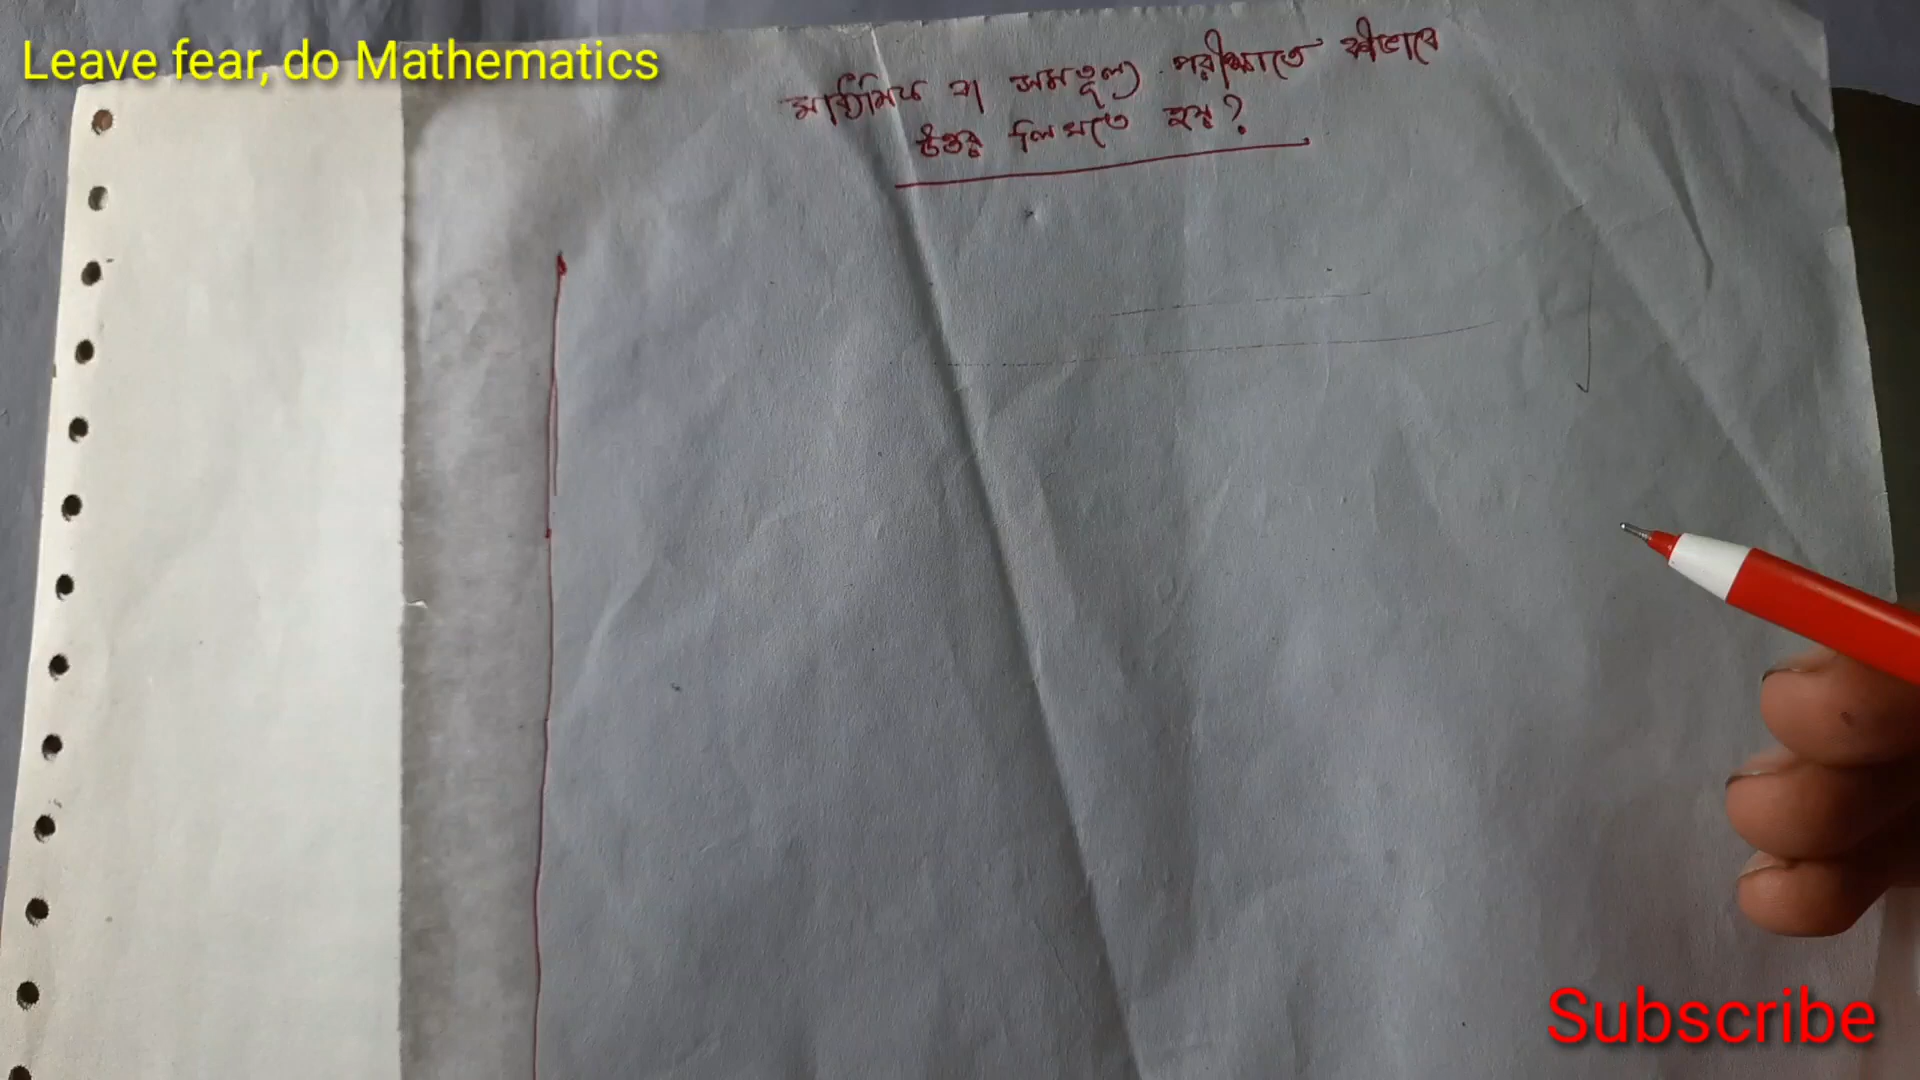 Leave fear, do Mathematics
মাধ্যমিক বা সমতুল্য পরীক্ষাতে কীভাবে
উত্তর লিখতে হয়?
Subscribe